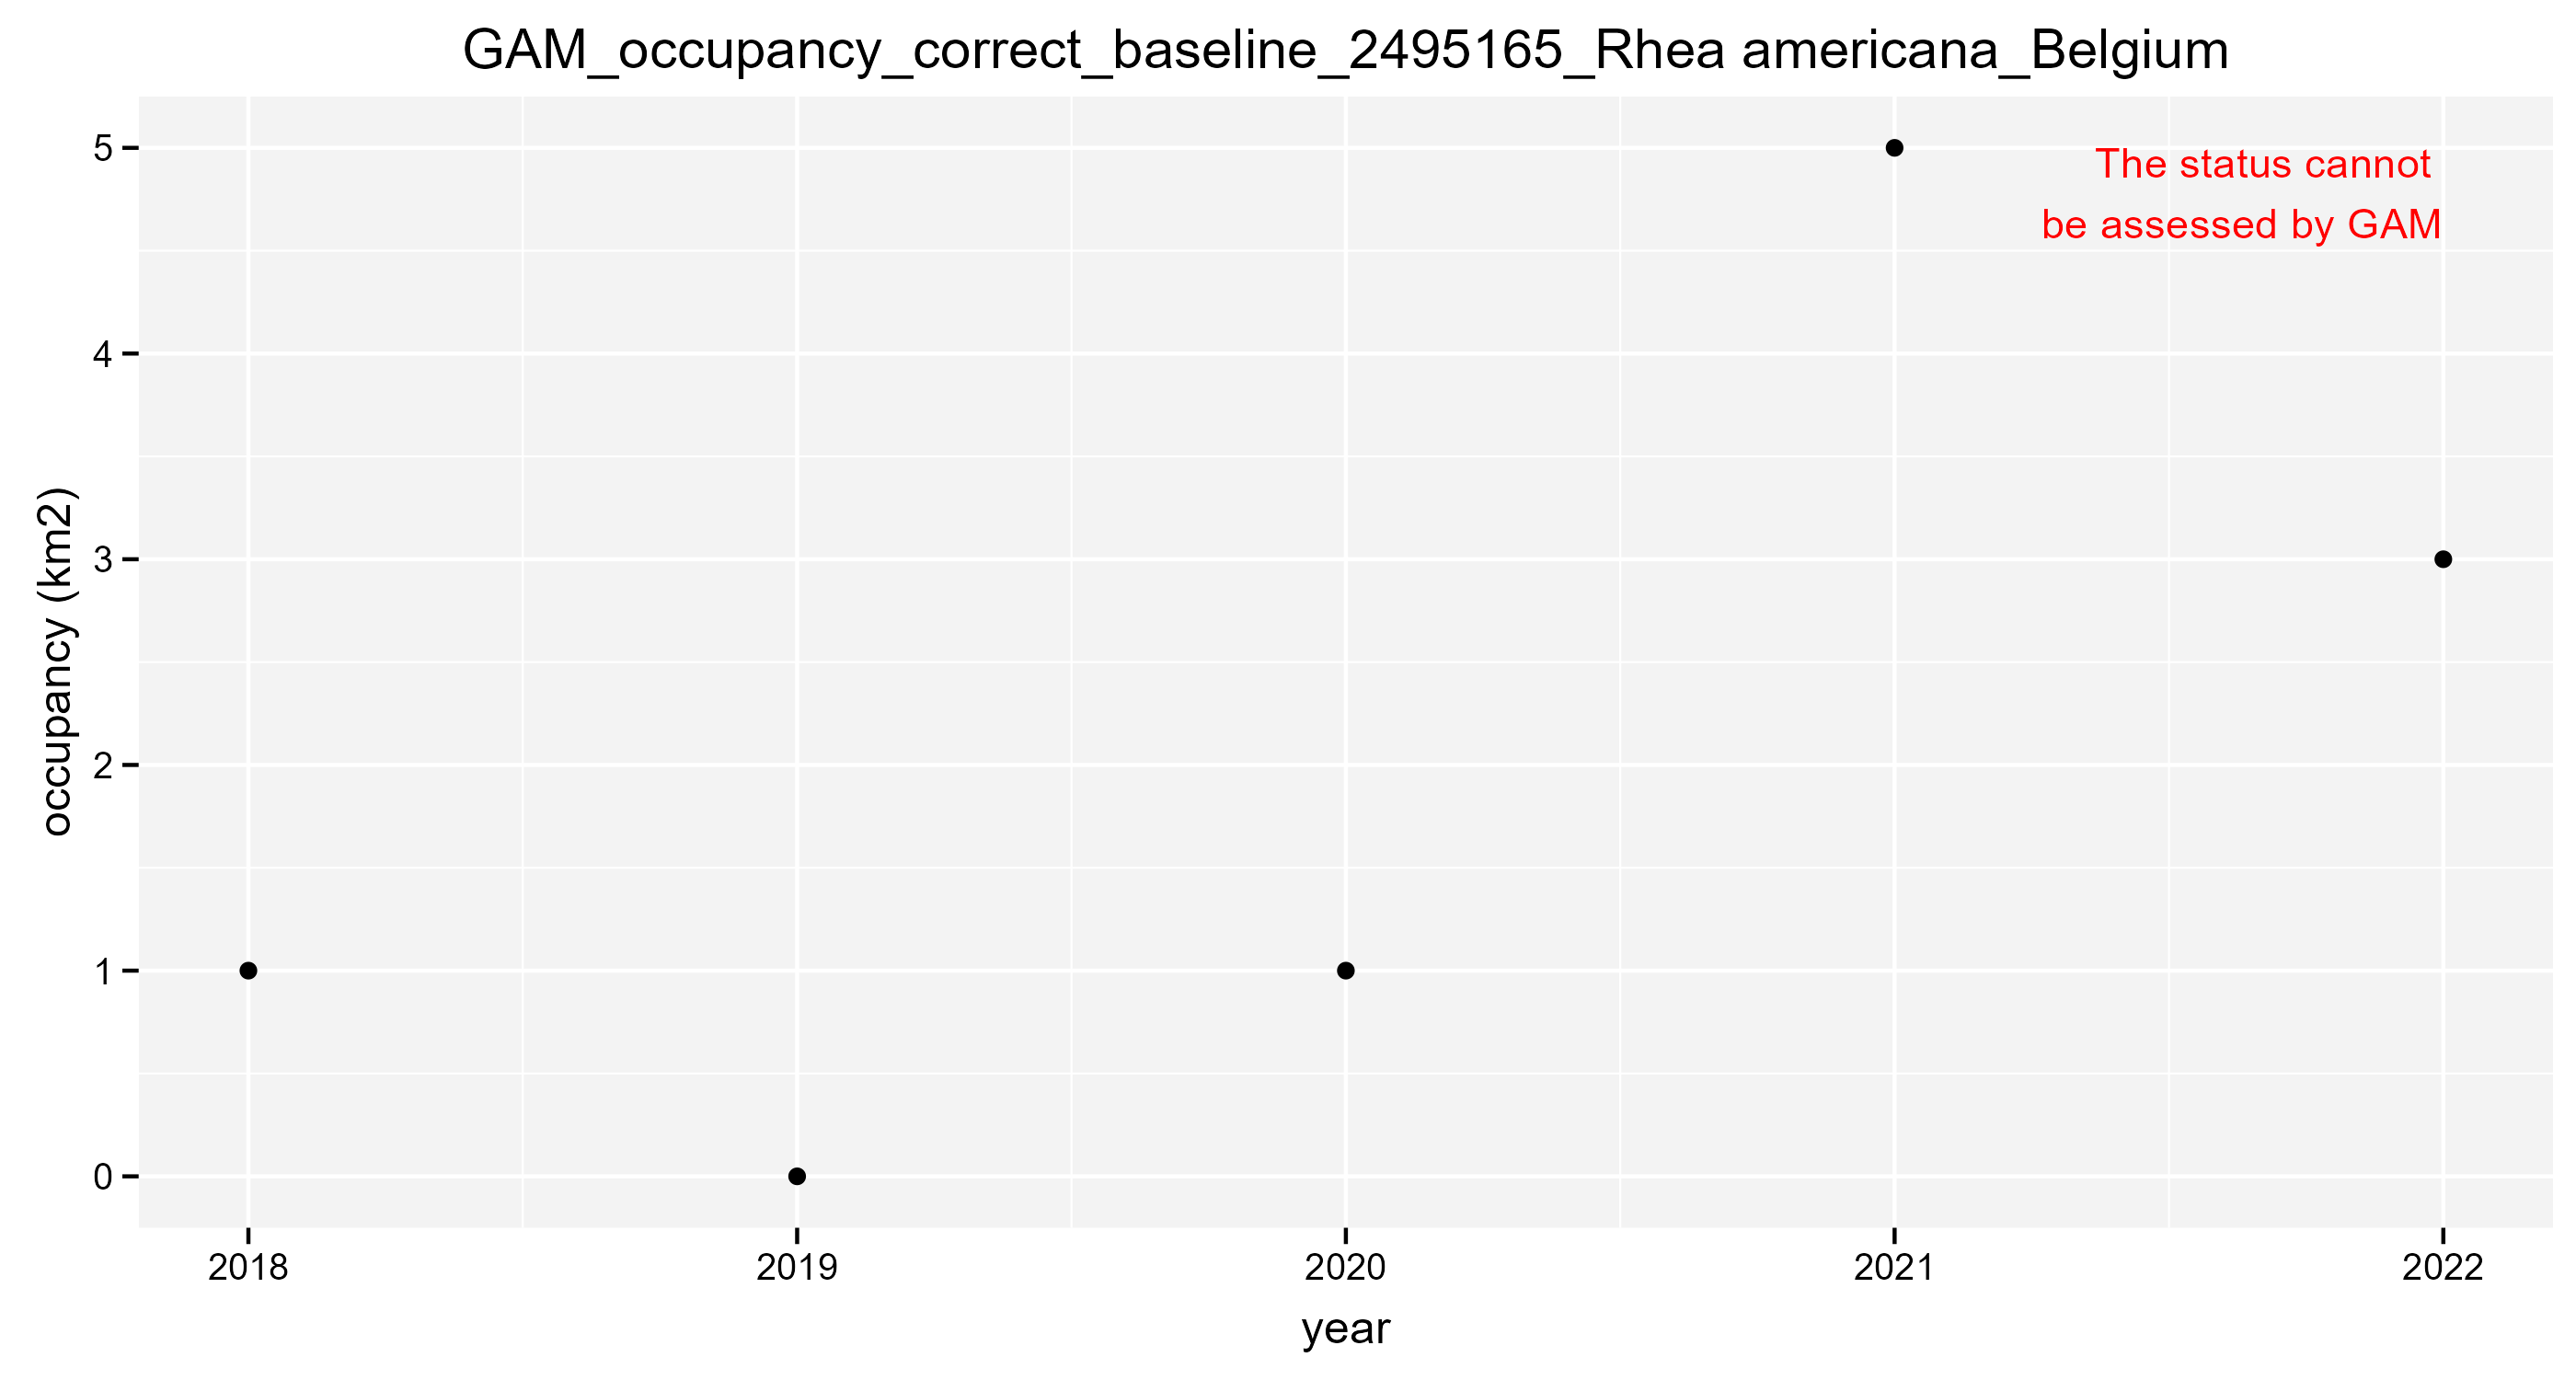 GAM_occupancy_correct_baseline_2495165_Rhea americana_Belgium
The status cannot
be assessed by GAM
occupancy (km2)
5
4
3
2
1
0
2018 2019 2020 2021 2022
year